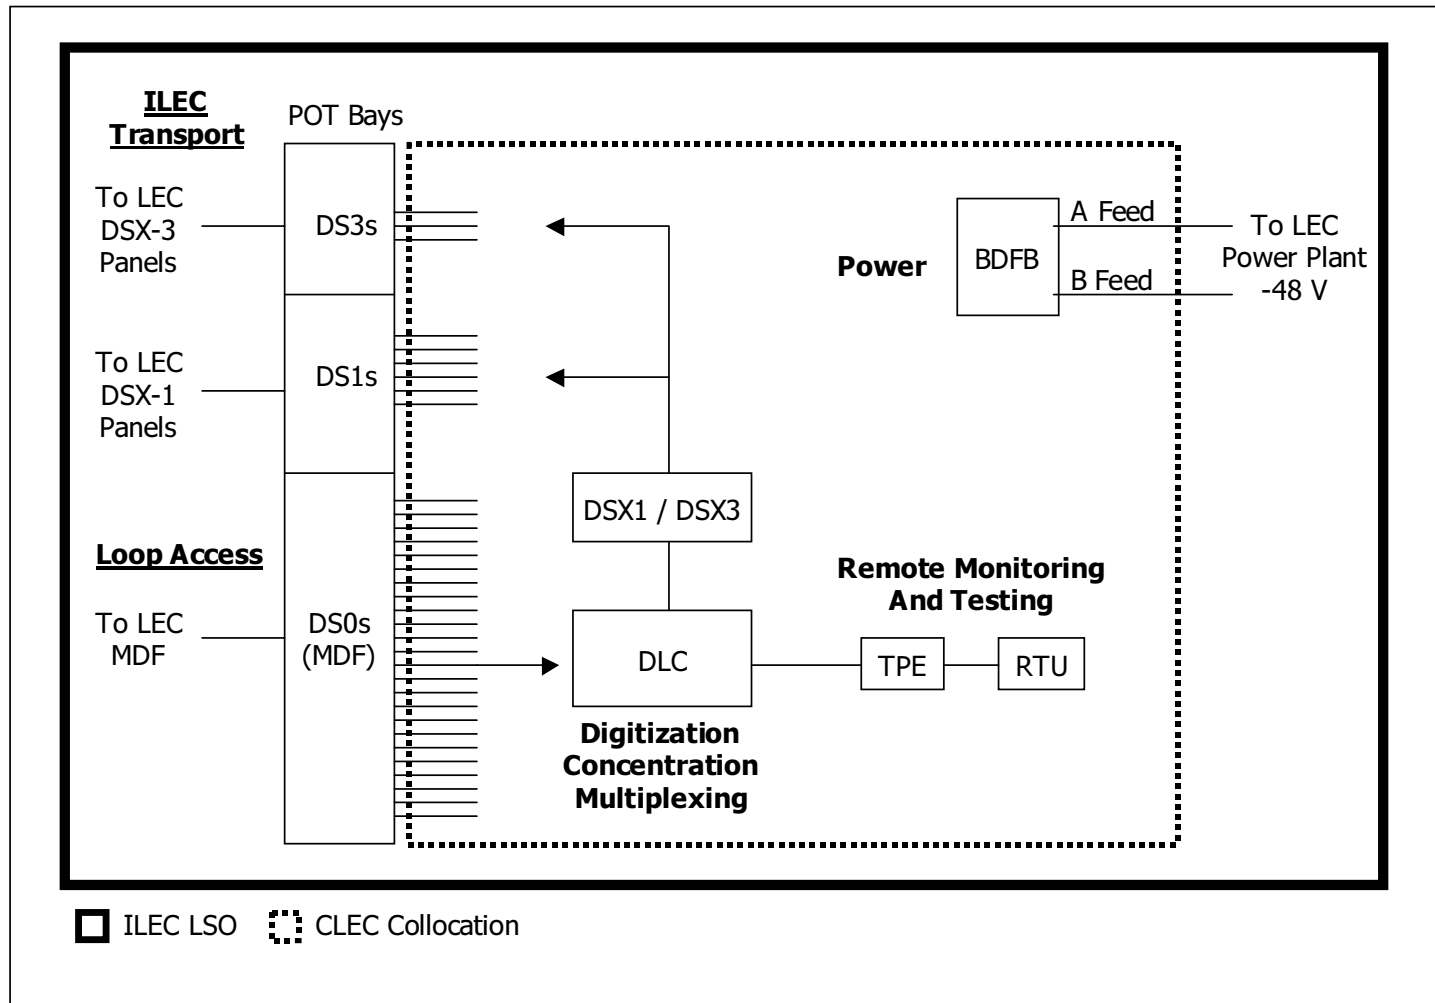 ILEC
Transport
POT Bays
To LEC
DSX-3
Panels
DS3s
To LEC
DSX-1
Panels
DS1s
Loop Access
To LEC
MDF
DS0s
(MDF)
DSX1 / DSX3
DLC
Digitization
Concentration
Multiplexing
Remote Monitoring
And Testing
TPE
RTU
Power
BDFB
A Feed
B Feed
To LEC
Power Plant
-48 V
ILEC LSO
CLEC Collocation